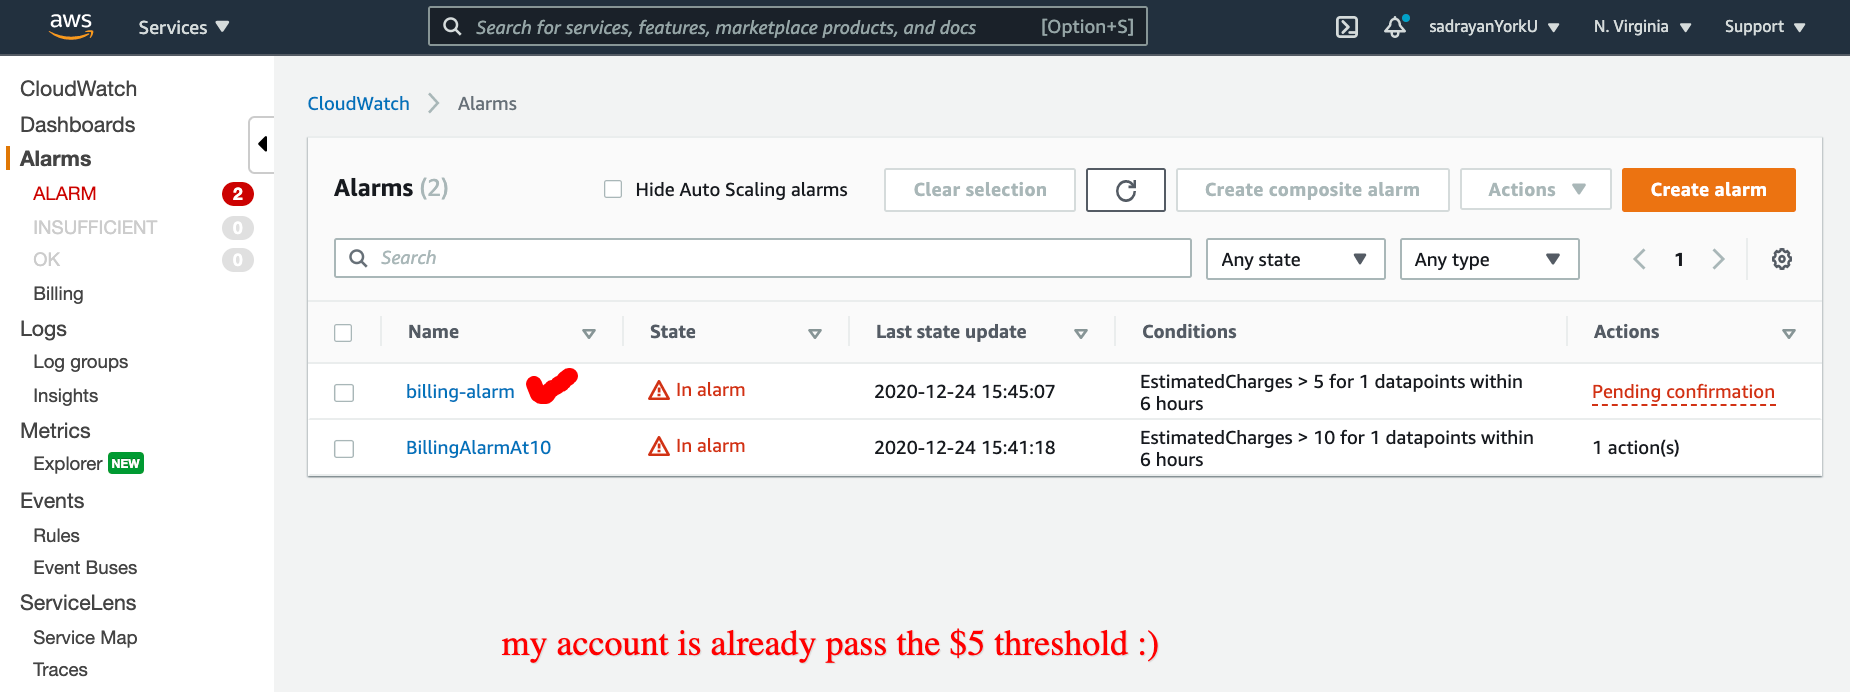 aws
Services
Search for services, features, marketplace products, and docs
[Option+S]
sadrayanYorkU
N. Virginia
Support
CloudWatch
Dashboards
Alarms
ALARM 2
INSUFFICIENT 0
OK 0
Billing
Logs
Log groups
Insights
Metrics
Explorer NEW
Events
Rules
Event Buses
ServiceLens
Service Map
Traces
CloudWatch
Alarms
Alarms (2)
Hide Auto Scaling alarms
Clear selection
Create composite alarm
Actions
Create alarm
Search
Any state
Any type
1
Name
State
Last state update
Conditions
Actions
billing-alarm
In alarm
2020-12-24 15:45:07
EstimatedCharges > 5 for 1 datapoints within
6 hours
Pending confirmation
BillingAlarmAt10
In alarm
2020-12-24 15:41:18
EstimatedCharges > 10 for 1 datapoints within
6 hours
1 action(s)
my account is already pass the $5 threshold :)